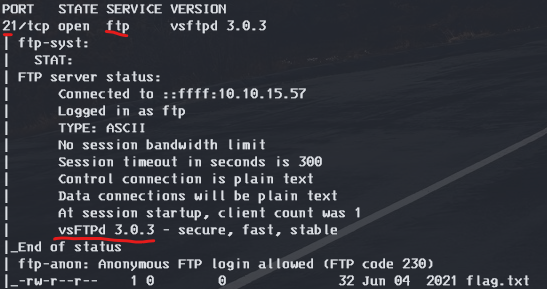 PORT   STATE SERVICE VERSION
21/tcp open  ftp     vsftpd 3.0.3
| ftp-syst:
|   STAT:
| FTP server status:
|      Connected to ::ffff:10.10.15.57
|      Logged in as ftp
|      TYPE: ASCII
|      No session bandwidth limit
|      Session timeout in seconds is 300
|      Control connection is plain text
|      Data connections will be plain text
|      At session startup, client count was 1
|      vsFTPd 3.0.3 - secure, fast, stable
|_End of status
| ftp-anon: Anonymous FTP login allowed (FTP code 230)
|_-rw-r--r--    1 0        0              32 Jun 04  2021 flag.txt